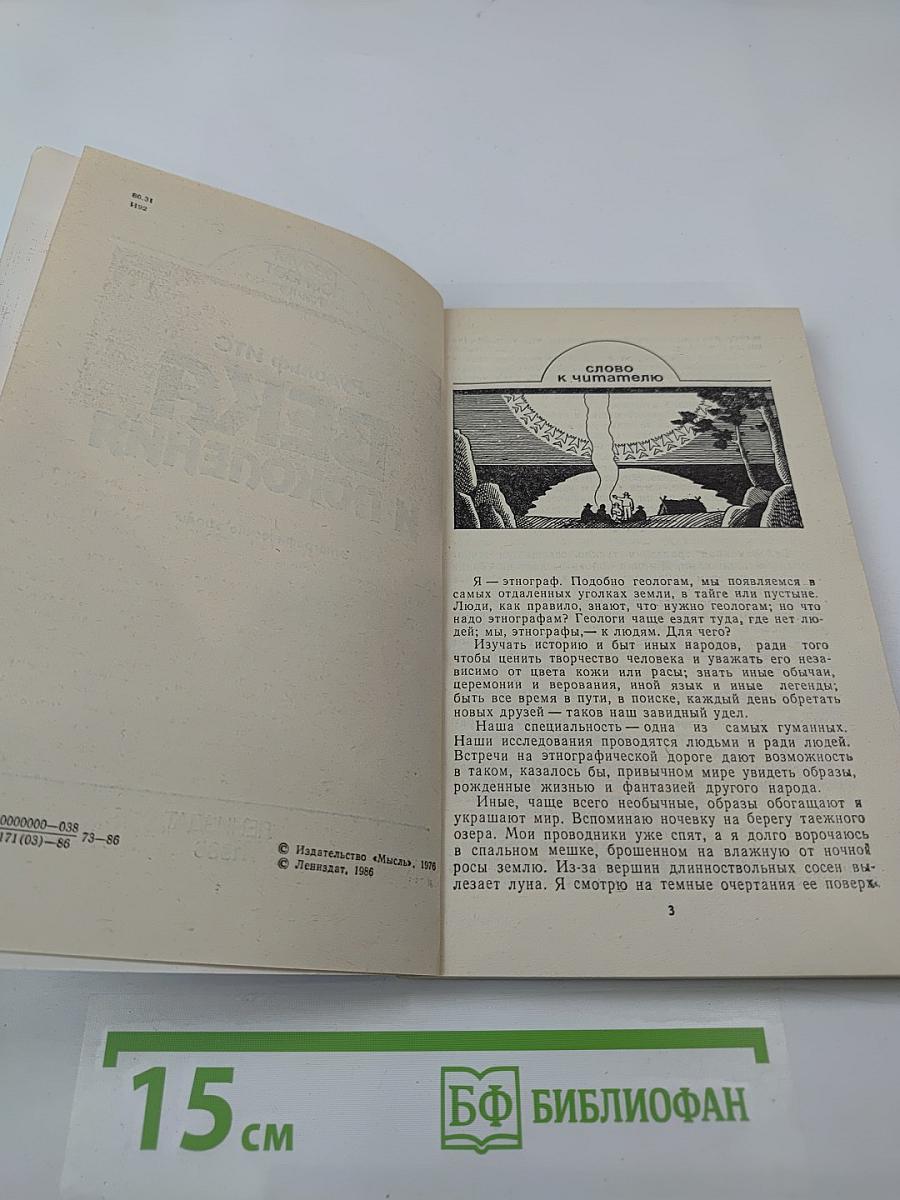 80.31
И92
0000000—038
171(03)—86
73—86
© Издательство «Мысль», 1976
© Лениздат, 1986
слово
к читателю
Я — этнограф. Подобно геологам, мы появляемся в
самых отдаленных уголках земли, в тайге или пустыне.
Люди, как правило, знают, что нужно геологам; но что
надо этнографам? Геологи чаще ездят туда, где нет лю-
дей; мы, этнографы,— к людям. Для чего?
Изучать историю и быт иных народов, ради того
чтобы ценить творчество человека и уважать его неза-
висимо от цвета кожи или расы; знать иные обычаи,
церемонии и верования, иной язык и иные легенды;
быть все время в пути, в поиске, каждый день обретать
новых друзей — таков наш завидный удел.
Наша специальность — одна из самых гуманных.
Наши исследования проводятся людьми и ради людей.
Встречи на этнографической дороге дают возможность
в таком, казалось бы, привычном мире увидеть образы,
рожденные жизнью и фантазией другого народа.
Иные, чаще всего необычные, образы обогащают и
украшают мир. Вспоминаю ночевку на берегу таежного
озера. Мои проводники уже спят, а я долго ворочаюсь
в спальном мешке, брошенном на влажную от ночной
росы землю. Из-за вершин длинноствольных сосен вы-
лезает луна. Я смотрю на темные очертания ее поверх-
3
15 см
БФ БИБЛИОФАН